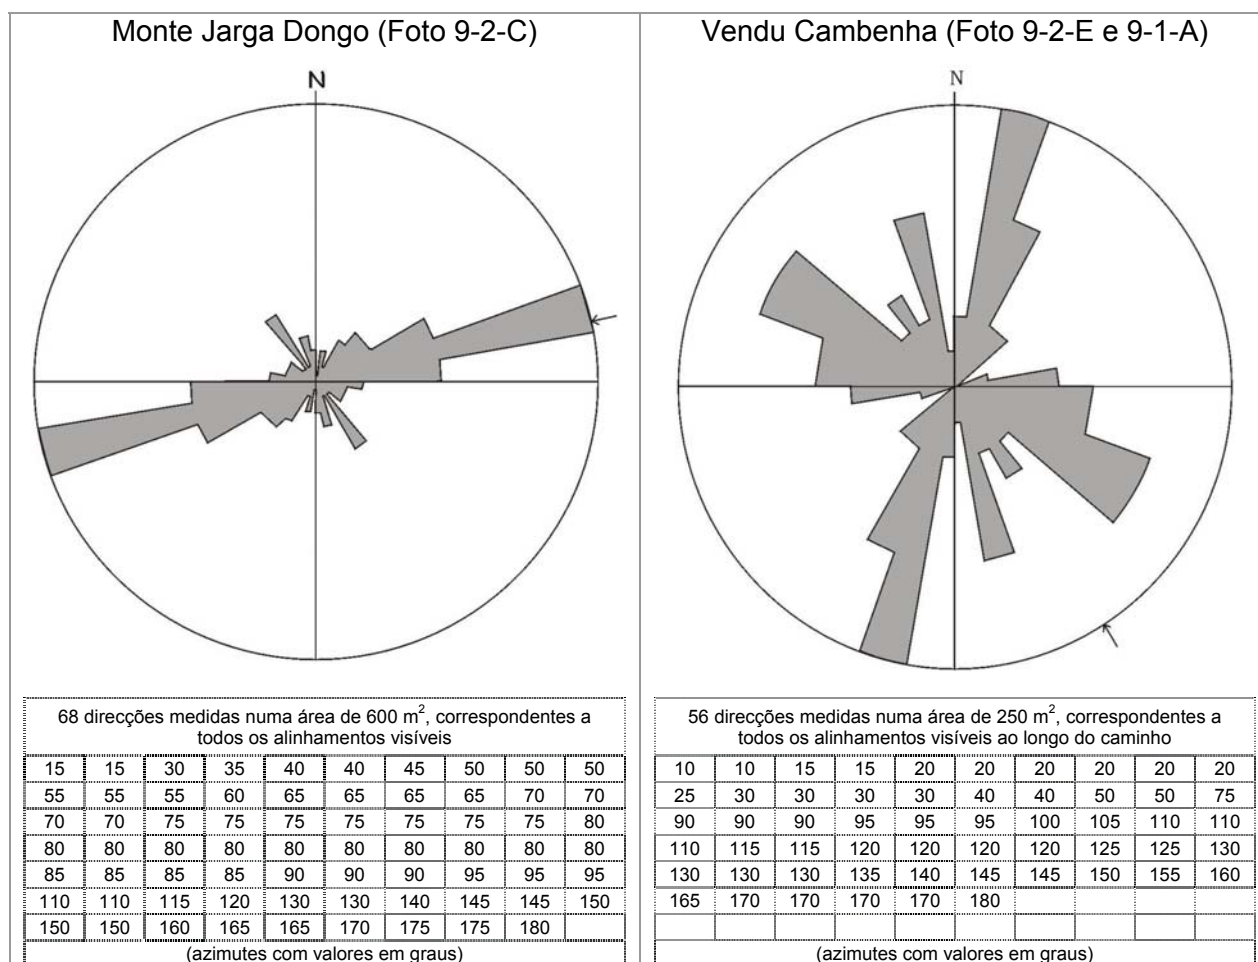 Monte Jarga Dongo (Foto 9-2-C)
N
68 direcções medidas numa área de 600 m², correspondentes a
todos os alinhamentos visíveis
15 15 30 35 40 40 45 50 50 50
55 55 55 60 65 65 65 65 70 70
70 70 75 75 75 75 75 75 75 80
80 80 80 80 80 80 80 80 80 80
85 85 85 85 90 90 90 95 95 95
110 110 115 120 130 130 140 145 145 150
150 150 160 165 165 170 175 175 180
(azimutes com valores em graus)
Vendu Cambenha (Foto 9-2-E e 9-1-A)
N
56 direcções medidas numa área de 250 m², correspondentes a
todos os alinhamentos visíveis ao longo do caminho
10 10 15 15 20 20 20 20 20 20
25 30 30 30 30 40 40 50 50 75
90 90 90 95 95 95 100 105 110 110
110 115 115 120 120 120 120 125 125 130
130 130 130 135 140 145 145 150 155 160
165 170 170 170 170 180
(azimutes com valores em graus)